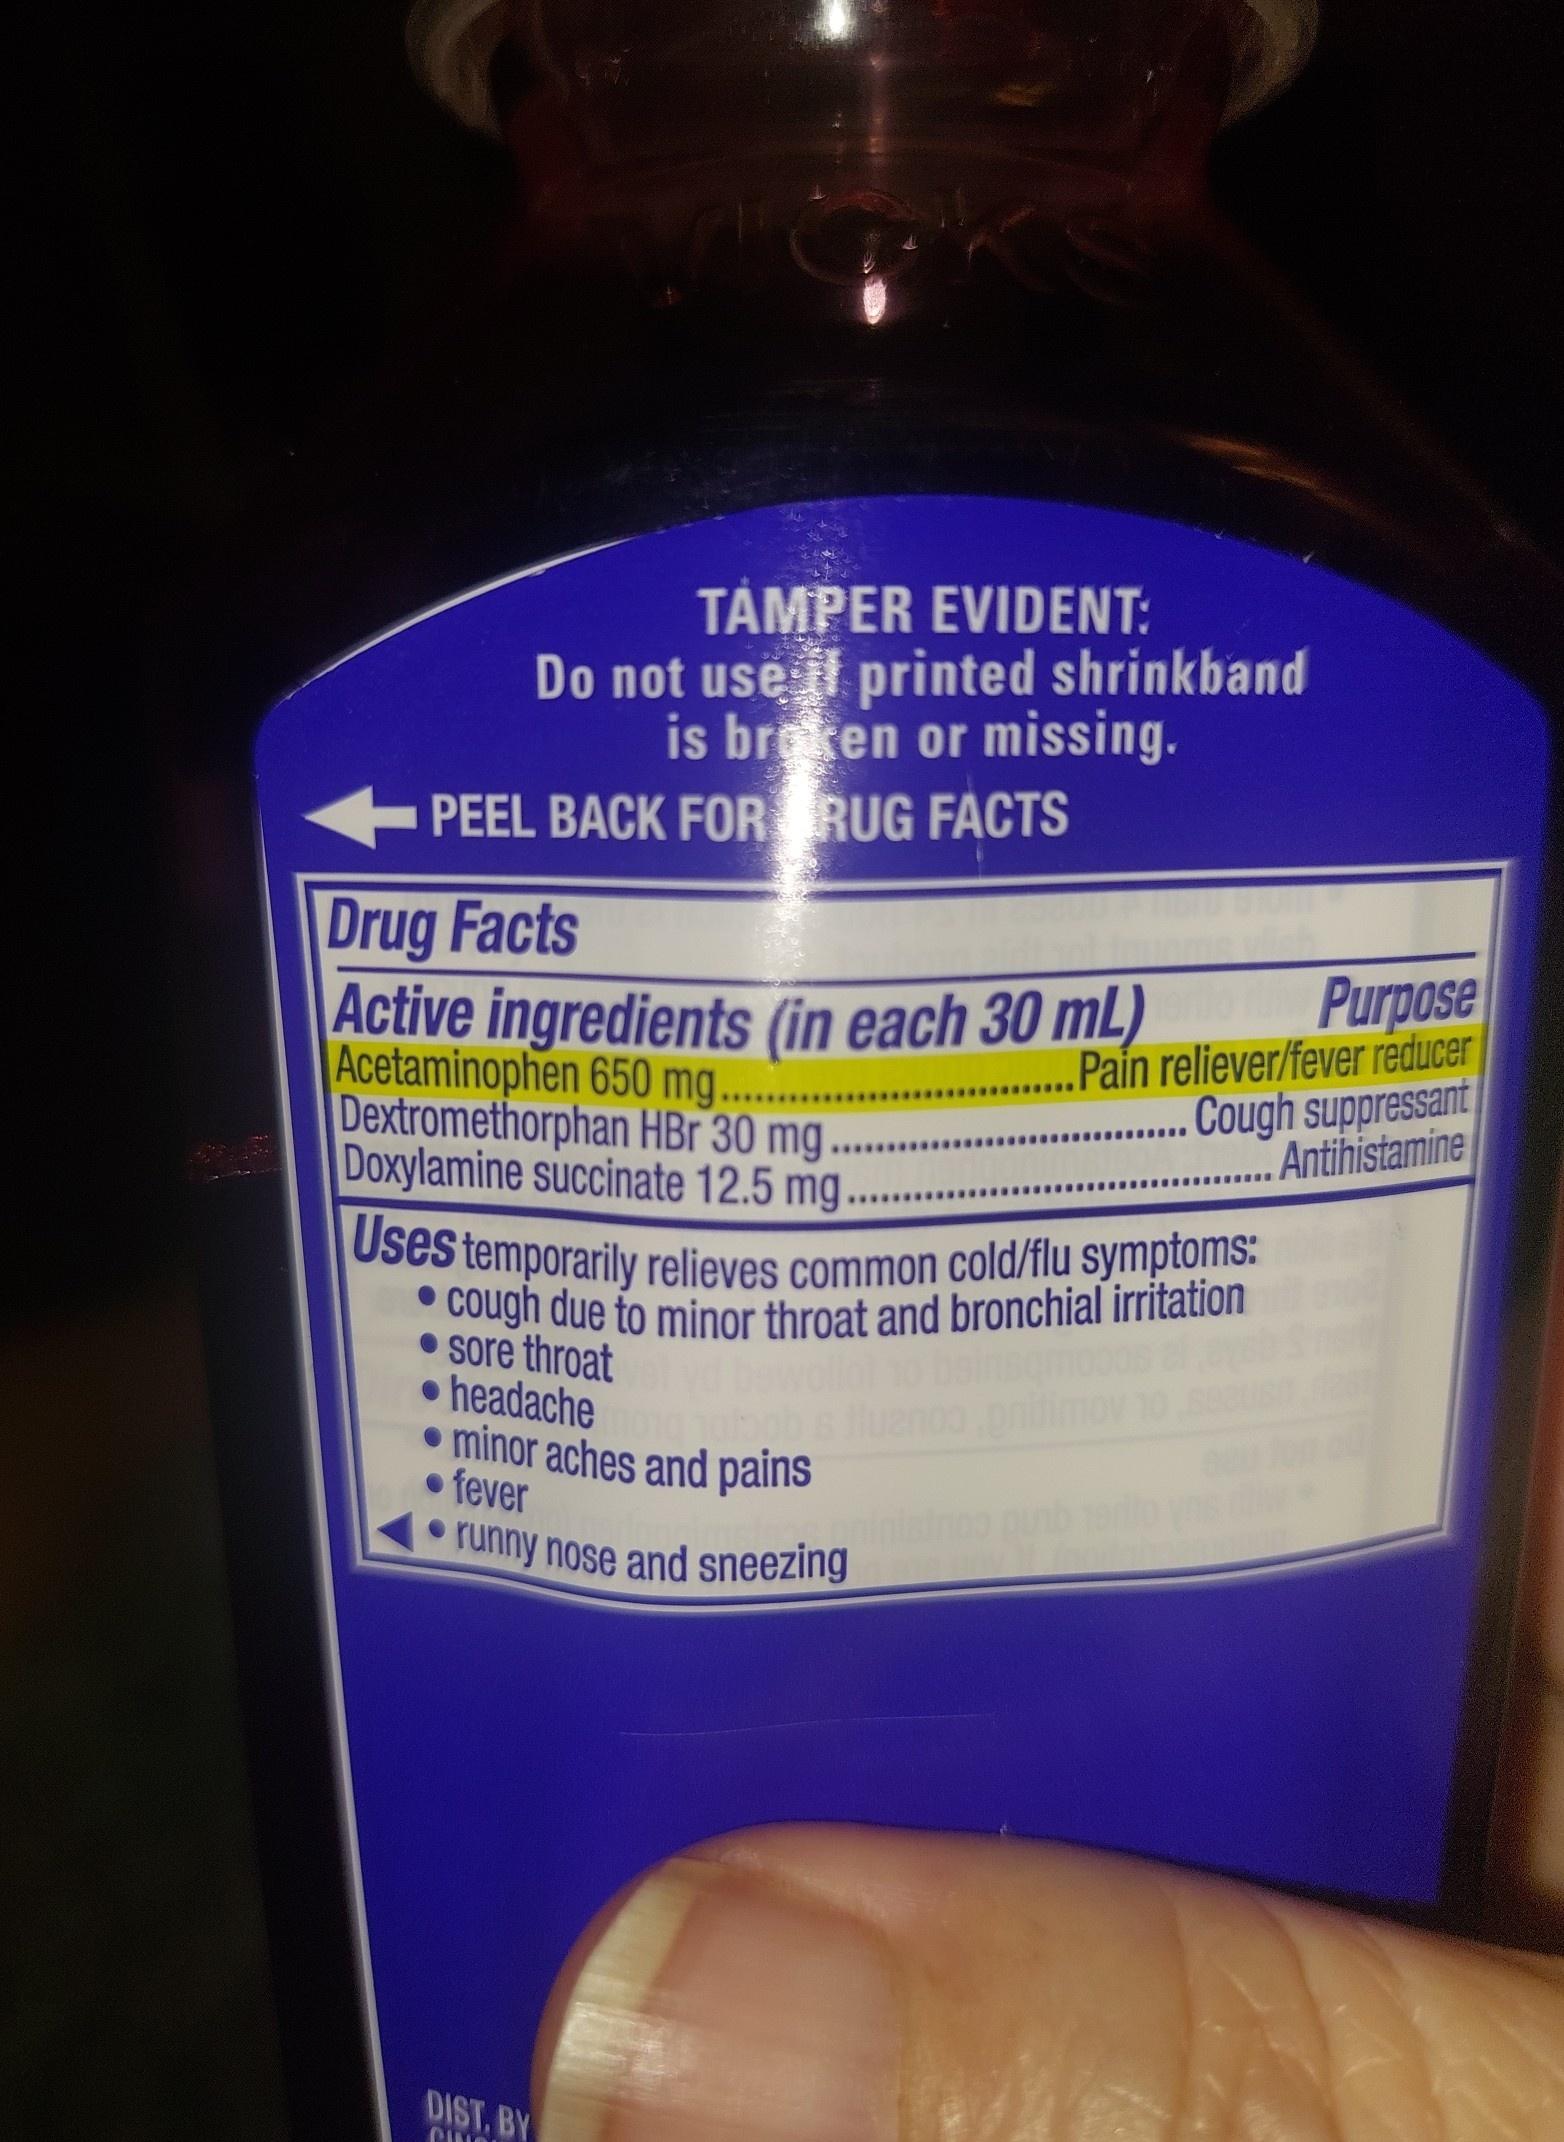 VICKS
TAMPER EVIDENT:
Do not use if printed shrinkband
is broken or missing.
PEEL BACK FOR DRUG FACTS
Drug Facts
Active ingredients (in each 30 mL) Purpose
Acetaminophen 650 mg.................................Pain reliever/fever reducer
Dextromethorphan HBr 30 mg................................. Cough suppressant
Doxylamine succinate 12.5 mg....................................... Antihistamine
Uses temporarily relieves common cold/flu symptoms:
• cough due to minor throat and bronchial irritation
• sore throat
• headache
• minor aches and pains
• fever
• runny nose and sneezing
DIST. BY